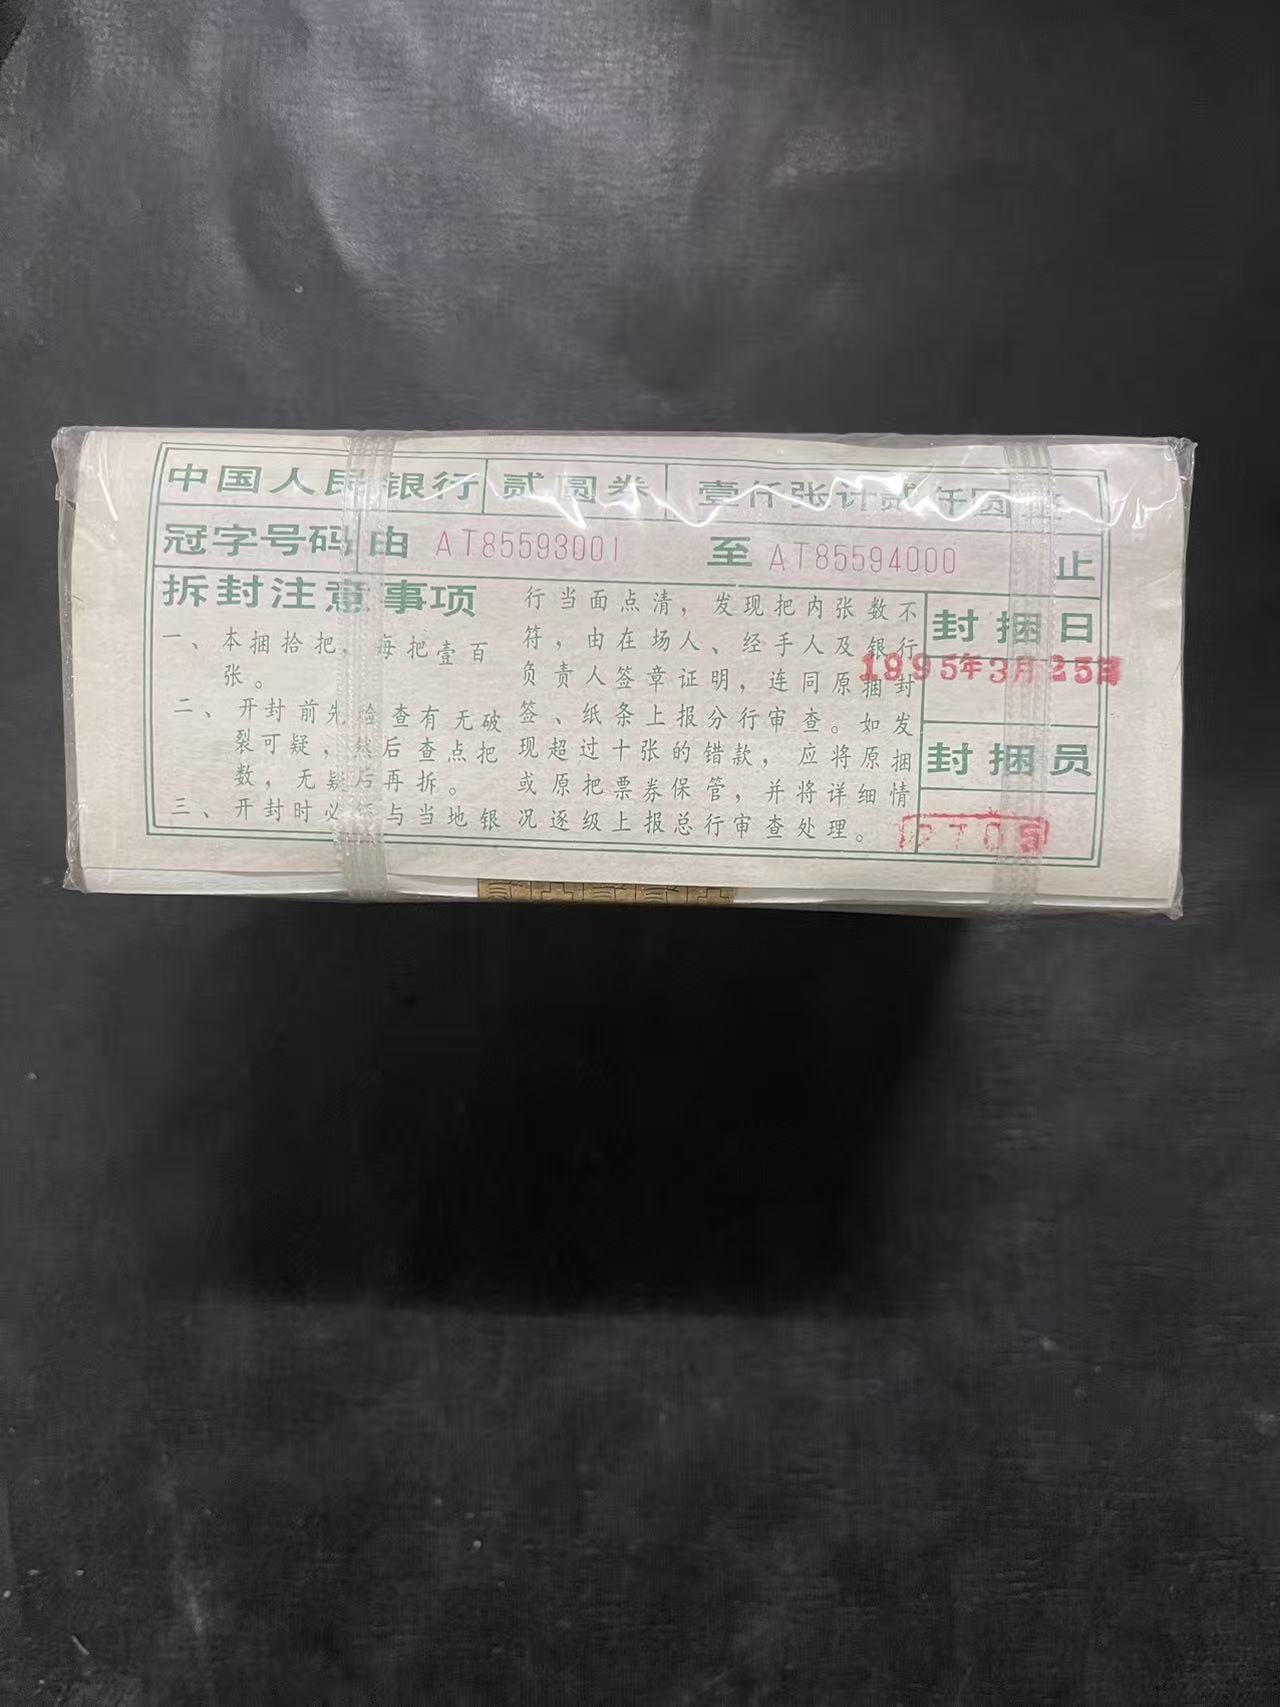 中国人民银行 贰圆券 壹仟张计贰仟圆整
冠字号码由 AT85593001 至 AT85594000 止
拆封注意事项
一、本捆拾把，每把壹百
张。
二、开封前先检查有无破
裂可疑，然后查点把
数，无疑后再拆。
三、开封时必须与当地银
行当面点清，发现把内张数不
符，由在场人、经手人及银行
负责人签章证明，连同原捆封
签、纸条上报分行审查。如发
现超过十张的错款，应将原捆
或原把票券保管，并将详细情
况逐级上报总行审查处理。
封捆日
1995年3月25日
封捆员